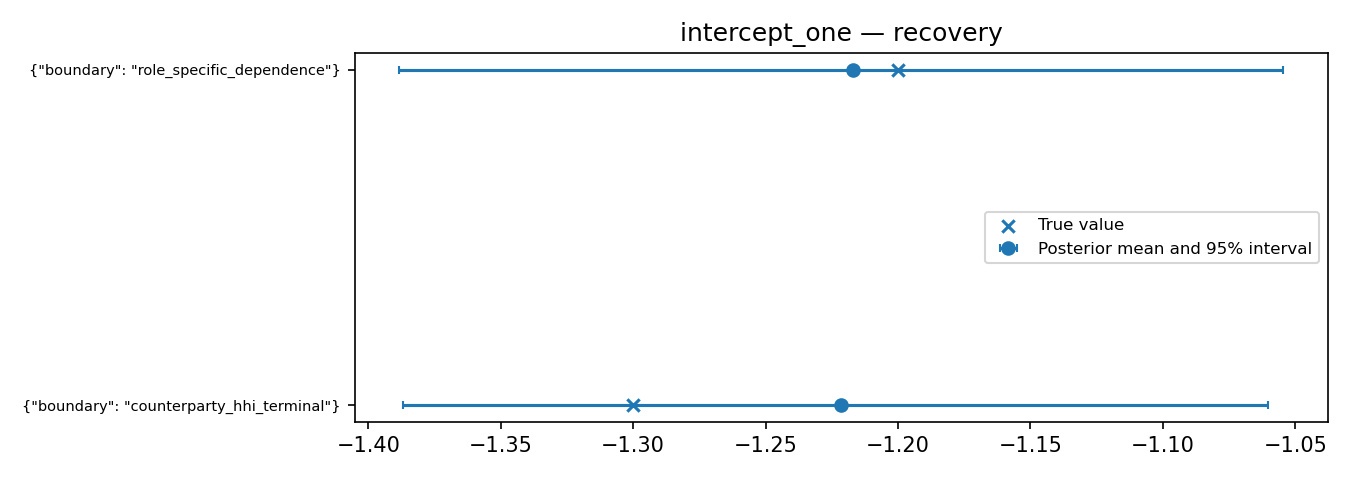 intercept_one — recovery
{"boundary": "role_specific_dependence"}
True value
Posterior mean and 95% interval
{"boundary": "counterparty_hhi_terminal"}
−1.40 −1.35 −1.30 −1.25 −1.20 −1.15 −1.10 −1.05